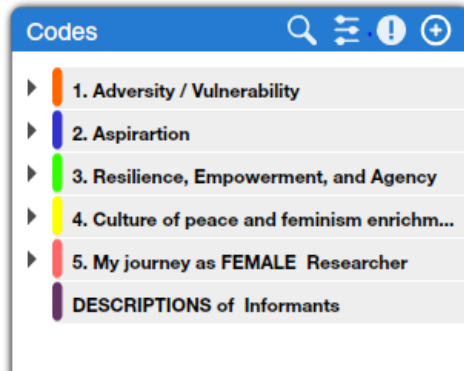 Codes
1. Adversity / Vulnerability
2. Aspirartion
3. Resilience, Empowerment, and Agency
4. Culture of peace and feminism enrichm...
5. My journey as FEMALE Researcher
DESCRIPTIONS of Informants